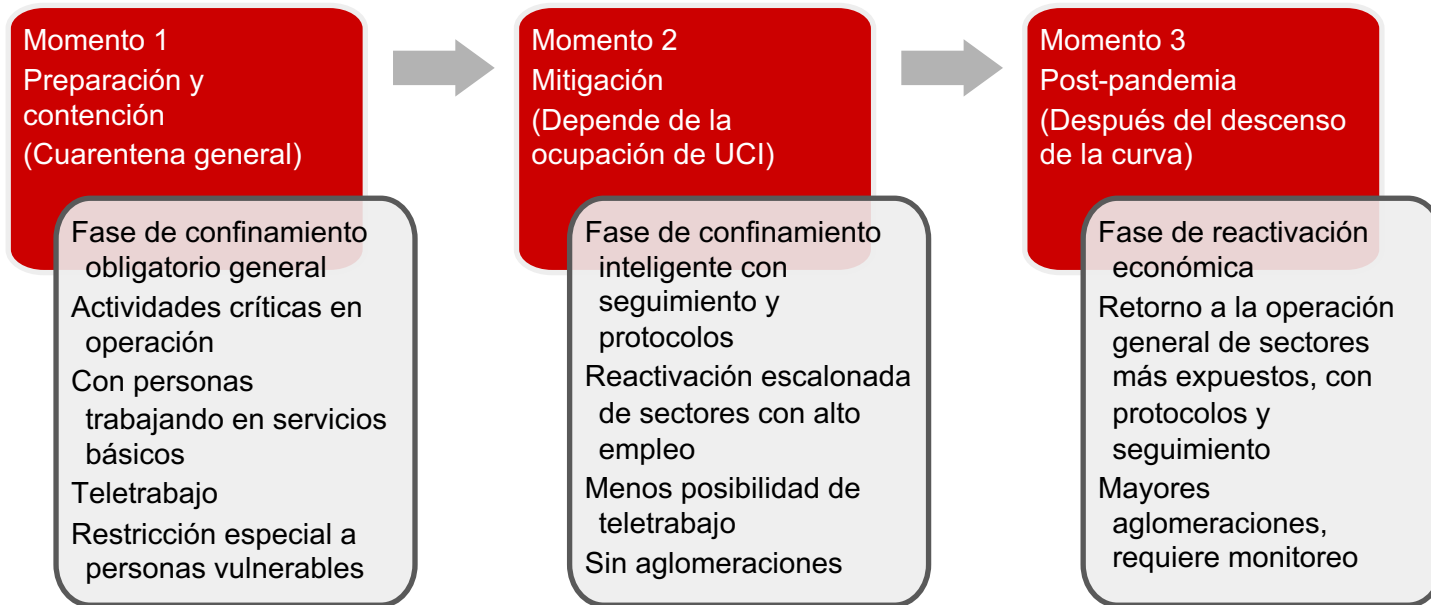 Momento 1
Preparación y
contención
(Cuarentena general)
Fase de confinamiento
obligatorio general
Actividades críticas en
operación
Con personas
trabajando en servicios
básicos
Teletrabajo
Restricción especial a
personas vulnerables
Momento 2
Mitigación
(Depende de la
ocupación de UCI)
Fase de confinamiento
inteligente con
seguimiento y
protocolos
Reactivación escalonada
de sectores con alto
empleo
Menos posibilidad de
teletrabajo
Sin aglomeraciones
Momento 3
Post-pandemia
(Después del descenso
de la curva)
Fase de reactivación
económica
Retorno a la operación
general de sectores
más expuestos, con
protocolos y
seguimiento
Mayores
aglomeraciones,
requiere monitoreo